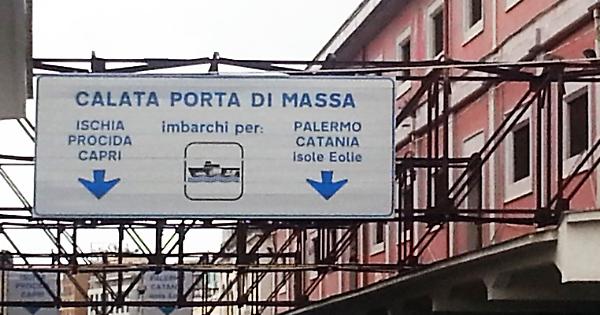 CALATA PORTA DI MASSA
imbarchi per:
ISCHIA
PROCIDA
CAPRI
PALERMO
CATANIA
Isole Eolie